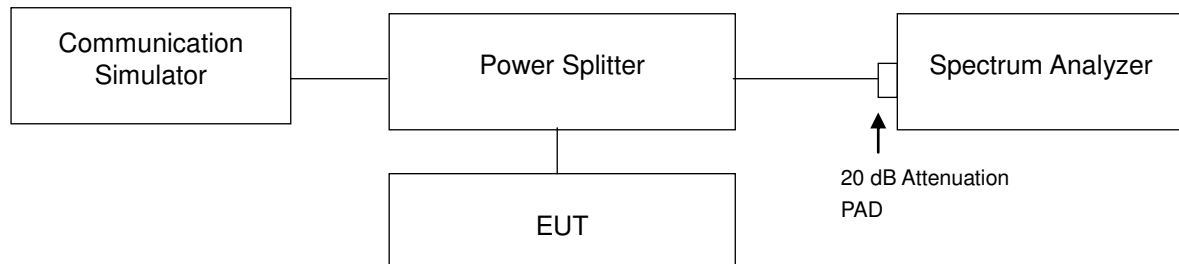 Communication
Simulator
Power Splitter
Spectrum Analyzer
20 dB Attenuation
PAD
EUT